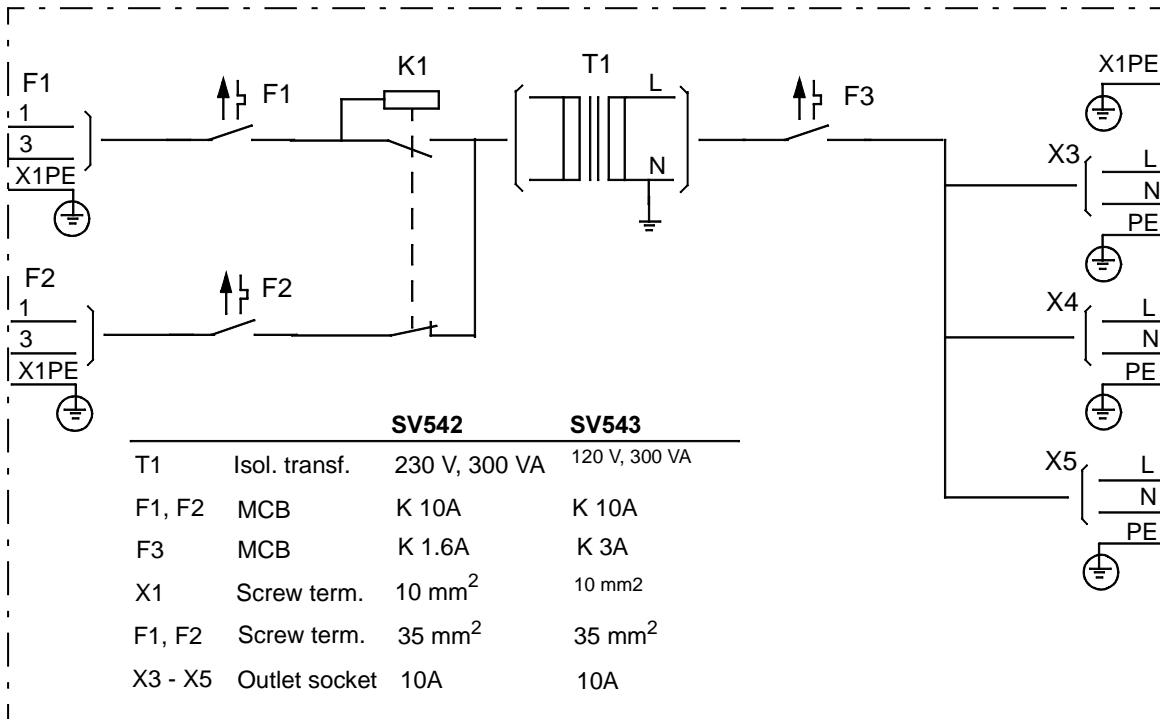 F1
1
3
X1PE
F1
K1
T1
L
N
F3
X1PE
X3
L
N
PE
F2
1
3
X1PE
F2
X4
L
N
PE
X5
L
N
PE
SV542 SV543
T1 Isol. transf. 230 V, 300 VA 120 V, 300 VA
F1, F2 MCB K 10A K 10A
F3 MCB K 1.6A K 3A
X1 Screw term. 10 mm² 10 mm2
F1, F2 Screw term. 35 mm² 35 mm²
X3 - X5 Outlet socket 10A 10A